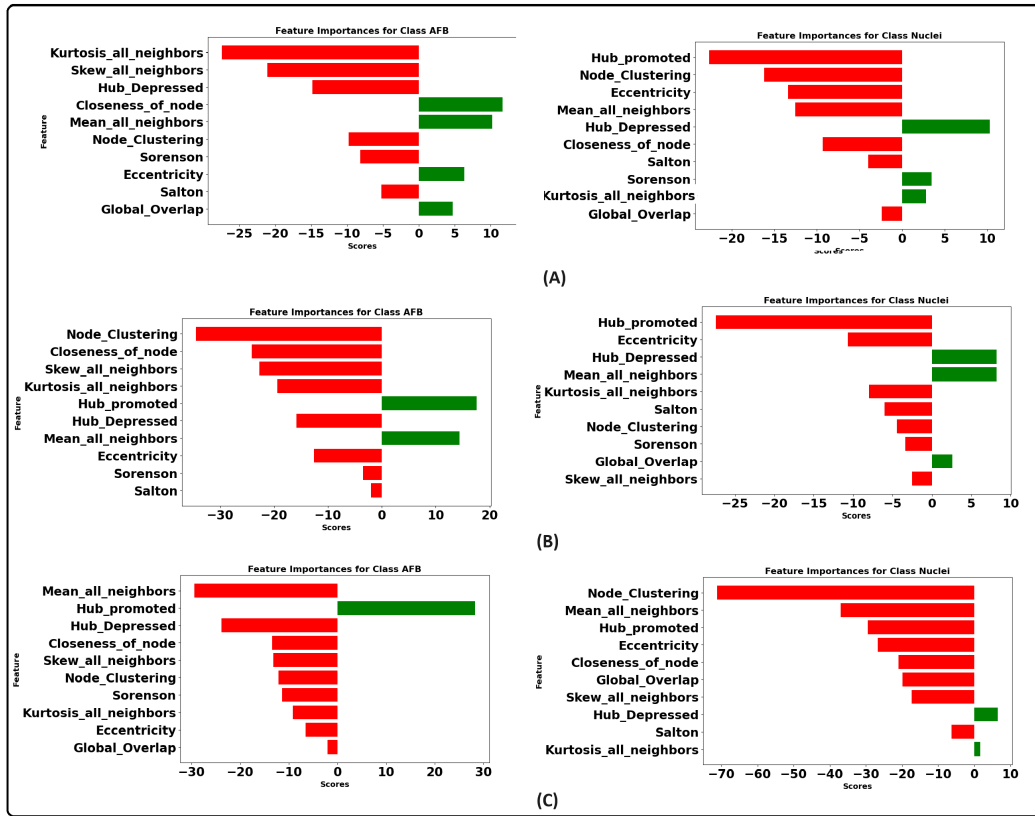 Feature Importances for Class AFB
Kurtosis_all_neighbors
Skew_all_neighbors
Hub_Depressed
Closeness_of_node
Mean_all_neighbors
Node_Clustering
Sorenson
Eccentricity
Salton
Global_Overlap
Feature
−25 −20 −15 −10 −5 0 5 10
Scores
Feature Importances for Class Nuclei
Hub_promoted
Node_Clustering
Eccentricity
Mean_all_neighbors
Hub_Depressed
Closeness_of_node
Salton
Sorenson
Kurtosis_all_neighbors
Global_Overlap
−20 −15 −10 −5 0 5 10
Scores
(A)
Feature Importances for Class AFB
Node_Clustering
Closeness_of_node
Skew_all_neighbors
Kurtosis_all_neighbors
Hub_promoted
Hub_Depressed
Mean_all_neighbors
Eccentricity
Sorenson
Salton
Feature
−30 −20 −10 0 10 20
Scores
Feature Importances for Class Nuclei
Hub_promoted
Eccentricity
Hub_Depressed
Mean_all_neighbors
Kurtosis_all_neighbors
Salton
Node_Clustering
Sorenson
Global_Overlap
Skew_all_neighbors
Feature
−25 −20 −15 −10 −5 0 5 10
Scores
(B)
Feature Importances for Class AFB
Mean_all_neighbors
Hub_promoted
Hub_Depressed
Closeness_of_node
Skew_all_neighbors
Node_Clustering
Sorenson
Kurtosis_all_neighbors
Eccentricity
Global_Overlap
Feature
−30 −20 −10 0 10 20 30
Scores
Feature Importances for Class Nuclei
Node_Clustering
Mean_all_neighbors
Hub_promoted
Eccentricity
Closeness_of_node
Global_Overlap
Skew_all_neighbors
Hub_Depressed
Salton
Kurtosis_all_neighbors
Feature
−70 −60 −50 −40 −30 −20 −10 0 10
Scores
(C)